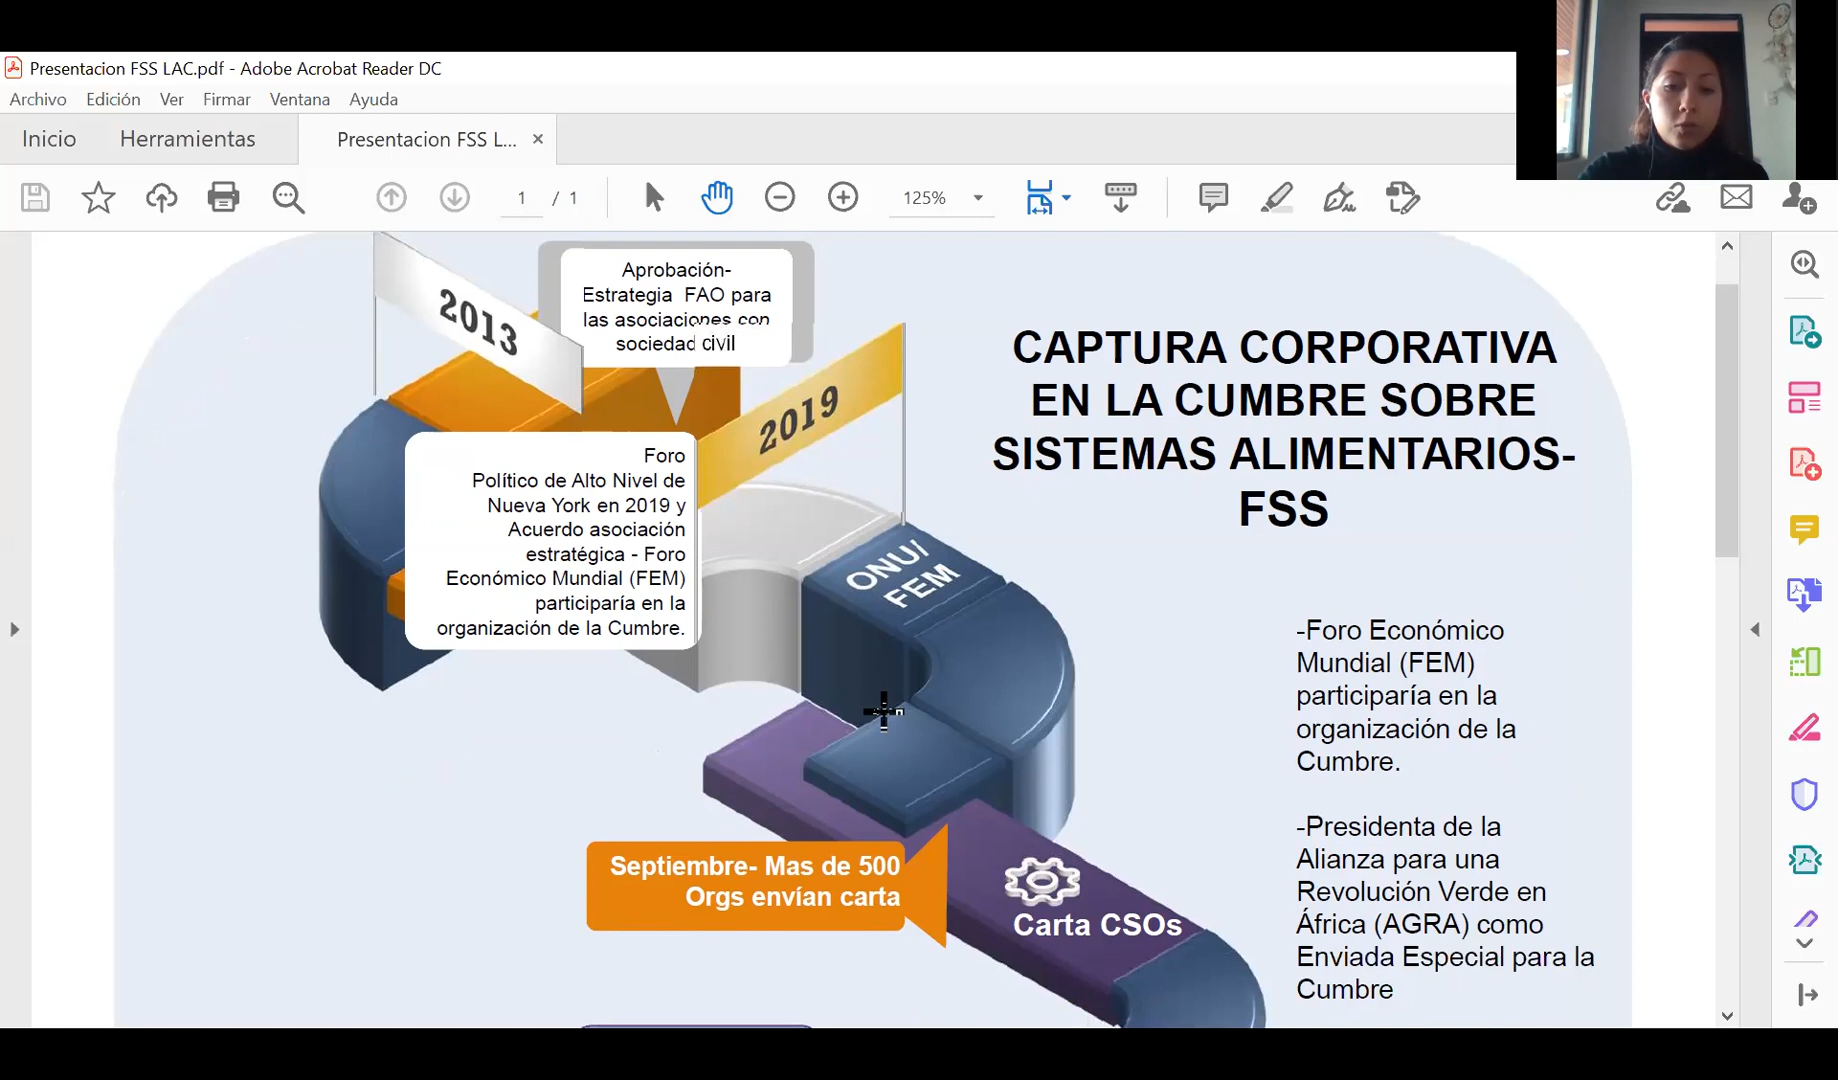 Presentacion FSS LAC.pdf - Adobe Acrobat Reader DC
Archivo Edición Ver Firmar Ventana Ayuda
Inicio Herramientas Presentacion FSS L... ×
1 / 1 125%
2013
Aprobación-
Estrategia FAO para
las asociaciones con
sociedad civil
2019
CAPTURA CORPORATIVA
EN LA CUMBRE SOBRE
SISTEMAS ALIMENTARIOS-
FSS
Foro
Político de Alto Nivel de
Nueva York en 2019 y
Acuerdo asociación
estratégica - Foro
Económico Mundial (FEM)
participaría en la
organización de la Cumbre.
ONU/
FEM
-Foro Económico
Mundial (FEM)
participaría en la
organización de la
Cumbre.
-Presidenta de la
Alianza para una
Revolución Verde en
África (AGRA) como
Enviada Especial para la
Cumbre
Septiembre- Mas de 500
Orgs envían carta
Carta CSOs